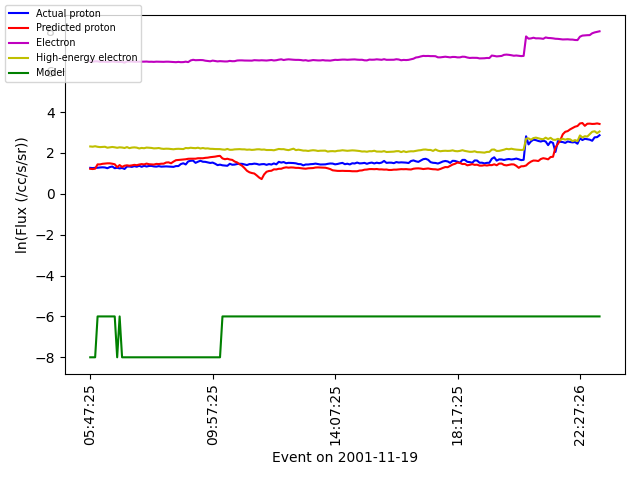 Actual proton
Predicted proton
Electron
High-energy electron
Model
8
6
4
2
0
−2
−4
−6
−8
ln(Flux (/cc/s/sr))
05:47:25
09:57:25
14:07:25
18:17:25
22:27:26
Event on 2001-11-19